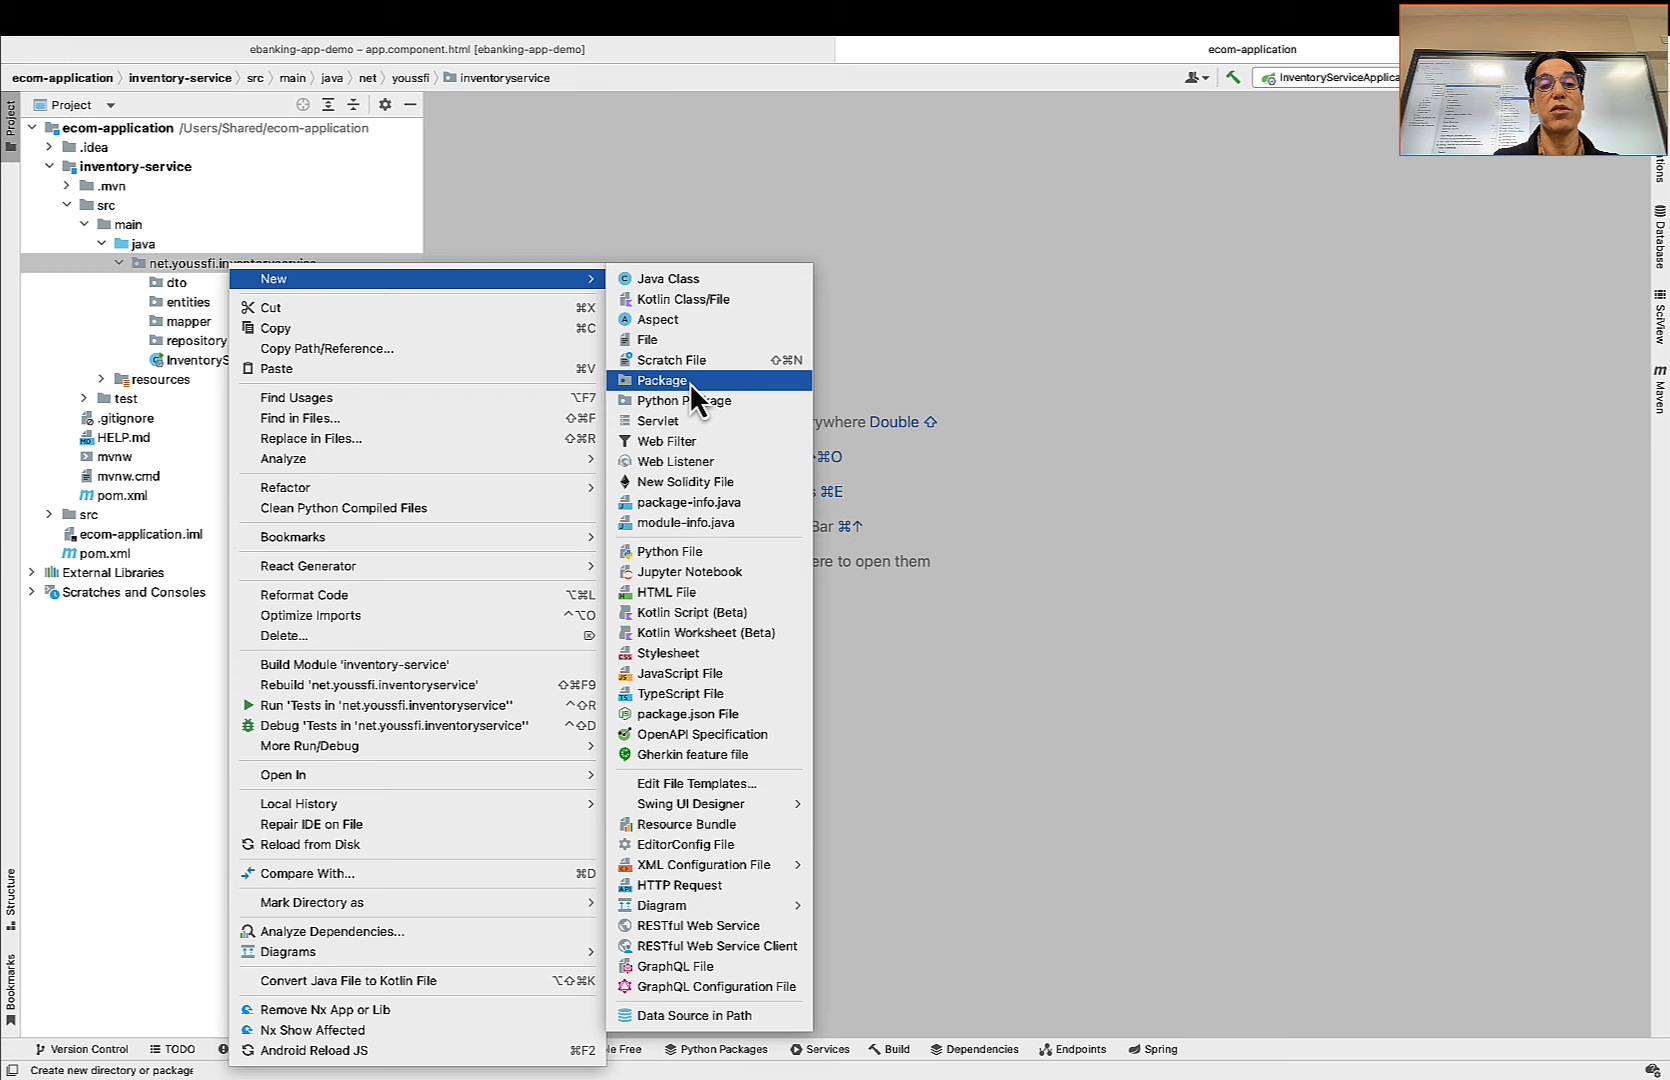 ebanking-app-demo – app.component.html [ebanking-app-demo]
ecom-application
ecom-application > inventory-service > src > main > java > net > youssfi > inventoryservice
InventoryServiceApplica
Project
Project
ecom-application /Users/Shared/ecom-application
.idea
inventory-service
.mvn
src
main
java
net.youssfi.inventoryservice
dto
entities
mapper
repository
InventoryS
resources
test
.gitignore
HELP.md
mvnw
mvnw.cmd
pom.xml
src
ecom-application.iml
pom.xml
External Libraries
Scratches and Consoles
New
Cut ⌘X
Copy ⌘C
Copy Path/Reference...
Paste ⌘V
Find Usages ⌥F7
Find in Files... ⇧⌘F
Replace in Files... ⇧⌘R
Analyze
Refactor
Clean Python Compiled Files
Bookmarks
React Generator
Reformat Code ⌥⌘L
Optimize Imports ^⌥O
Delete... ⌦
Build Module 'inventory-service'
Rebuild 'net.youssfi.inventoryservice' ⇧⌘F9
Run 'Tests in 'net.youssfi.inventoryservice'' ^⇧R
Debug 'Tests in 'net.youssfi.inventoryservice'' ^⇧D
More Run/Debug
Open In
Local History
Repair IDE on File
Reload from Disk
Compare With... ⌘D
Mark Directory as
Analyze Dependencies...
Diagrams
Convert Java File to Kotlin File ⌥⇧⌘K
Remove Nx App or Lib
Nx Show Affected
Android Reload JS ⌘F2
Java Class
Kotlin Class/File
Aspect
File
Scratch File ⇧⌘N
Package
Python Package
Servlet
Web Filter
Web Listener
New Solidity File
package-info.java
module-info.java
Python File
Jupyter Notebook
HTML File
Kotlin Script (Beta)
Kotlin Worksheet (Beta)
Stylesheet
JavaScript File
TypeScript File
package.json File
OpenAPI Specification
Gherkin feature file
Edit File Templates...
Swing UI Designer
Resource Bundle
EditorConfig File
XML Configuration File
HTTP Request
Diagram
RESTful Web Service
RESTful Web Service Client
GraphQL File
GraphQL Configuration File
Data Source in Path
ywhere Double ⇧
⇧⌘O
s ⌘E
Bar ⌘↑
ere to open them
ations
Database
SciView
Maven
Structure
Bookmarks
Version Control
TODO
le Free
Python Packages
Services
Build
Dependencies
Endpoints
Spring
Create new directory or package